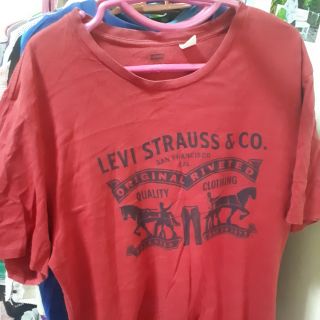 LEVI STRAUSS & CO.
SAN FRANCISCO
CAL
ORIGINAL RIVETED
QUALITY CLOTHING